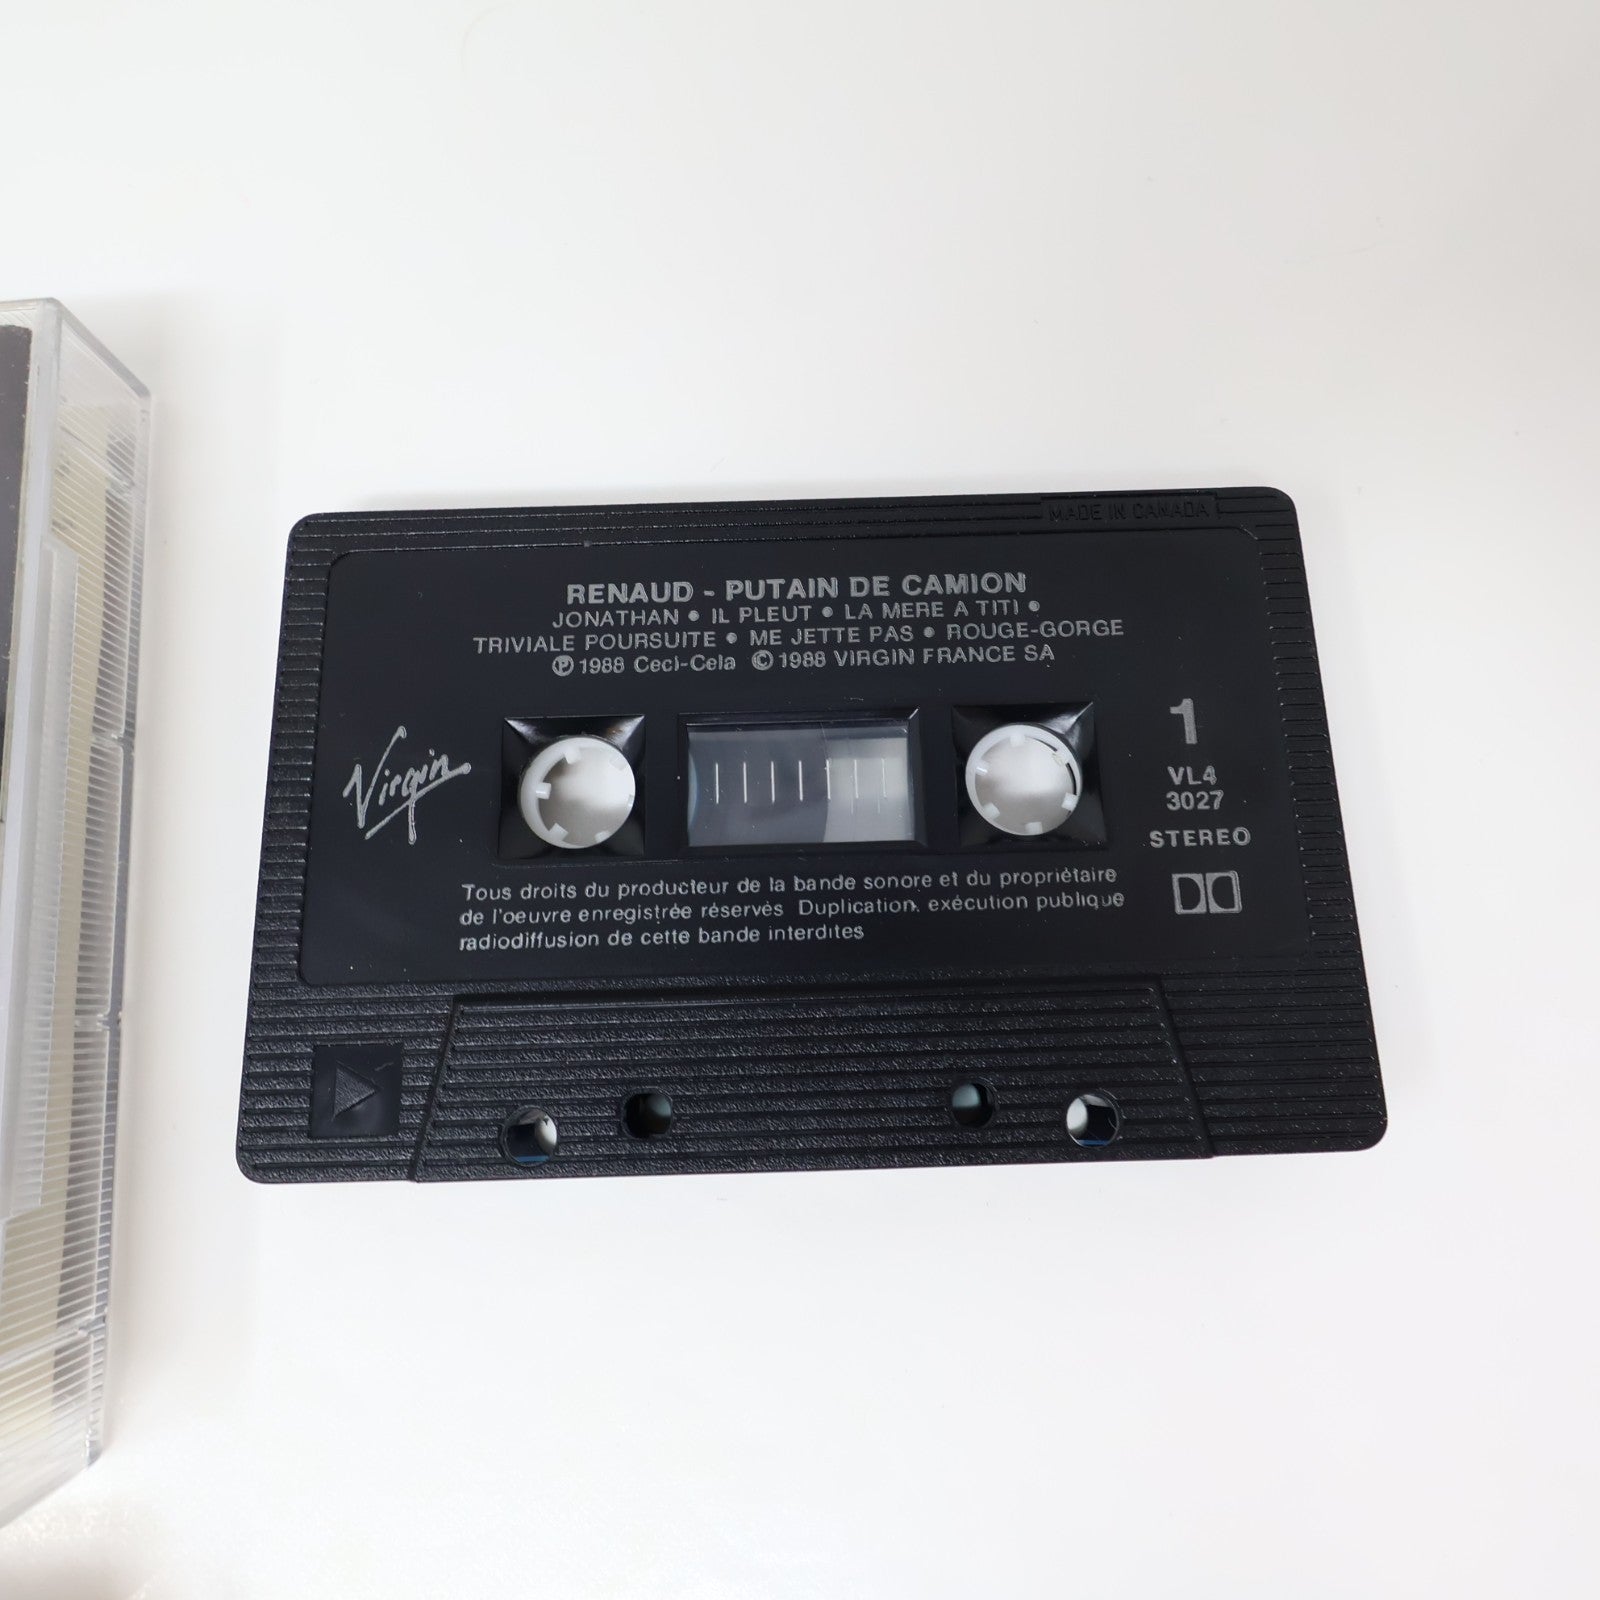 MADE IN CANADA
RENAUD - PUTAIN DE CAMION
JONATHAN • IL PLEUT • LA MERE A TITI •
TRIVIALE POURSUITE • ME JETTE PAS • ROUGE-GORGE
℗ 1988 Ceci-Cela © 1988 VIRGIN FRANCE SA
Virgin
1
VL4
3027
STEREO
Tous droits du producteur de la bande sonore et du propriétaire
de l'oeuvre enregistrée réservés Duplication, exécution publique
radiodiffusion de cette bande interdites